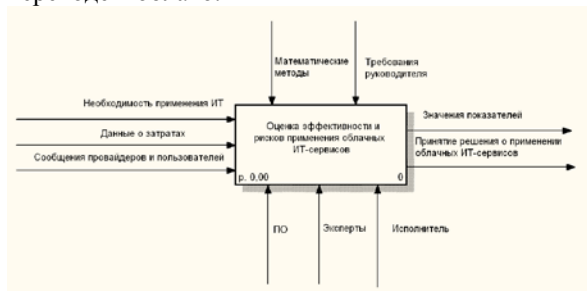 Математические
методы
Требования
руководителя
Необходимость применения ИТ
Данные о затратах
Сообщения провайдеров и пользователей
Оценка эффективности и
рисков применения облачных
ИТ-сервисов
р. 0,00
0
Значения показателей
Принятие решения о применении
облачных ИТ-сервисов
ПО
Эксперты
Исполнитель